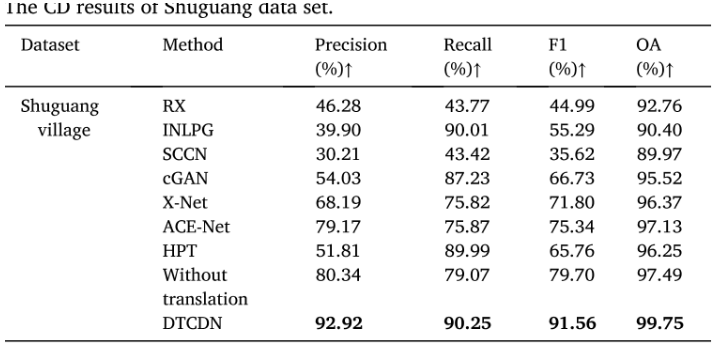 The CD results of Shuguang data set.
Dataset Method Precision (%)↑ Recall (%)↑ F1 (%)↑ OA (%)↑
Shuguang village RX 46.28 43.77 44.99 92.76
INLPG 39.90 90.01 55.29 90.40
SCCN 30.21 43.42 35.62 89.97
cGAN 54.03 87.23 66.73 95.52
X-Net 68.19 75.82 71.80 96.37
ACE-Net 79.17 75.87 75.34 97.13
HPT 51.81 89.99 65.76 96.25
Without translation 80.34 79.07 79.70 97.49
DTCDN 92.92 90.25 91.56 99.75